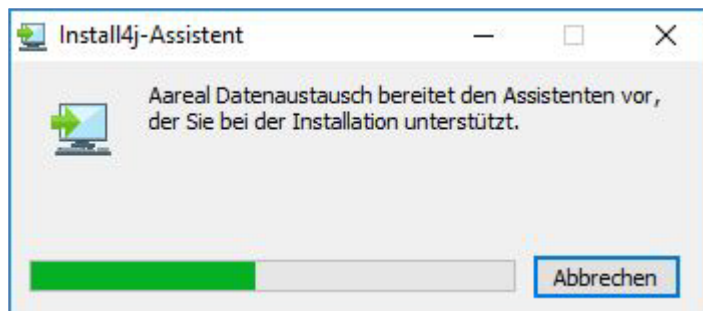 Install4j-Assistent
Aareal Datenaustausch bereitet den Assistenten vor,
der Sie bei der Installation unterstützt.
Abbrechen